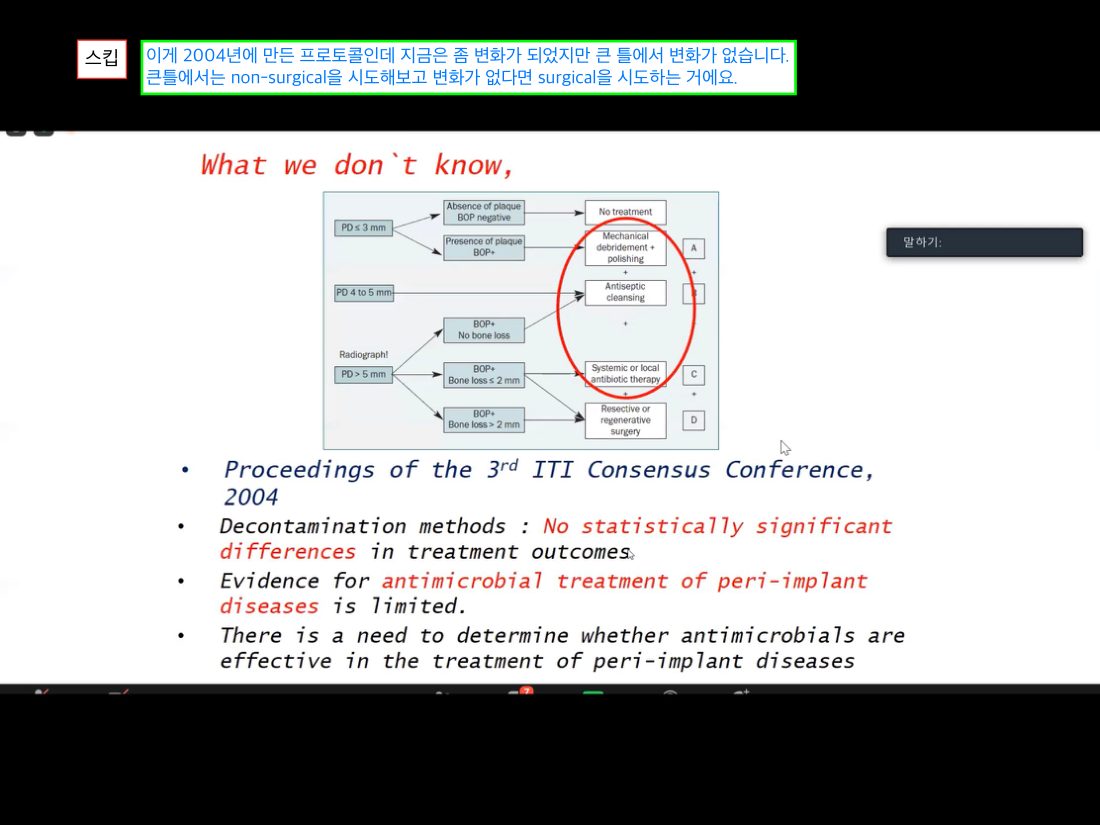 스킵
이게 2004년에 만든 프로토콜인데 지금은 좀 변화가 되었지만 큰 틀에서 변화가 없습니다.
큰틀에서는 non-surgical을 시도해보고 변화가 없다면 surgical을 시도하는 거에요.
What we don`t know,
말하기:
Absence of plaque
BOP negative
No treatment
PD ≤ 3 mm
Presence of plaque
BOP+
Mechanical
debridement +
polishing
A
+
+
PD 4 to 5 mm
Antiseptic
cleansing
B
BOP+
No bone loss
+
Radiograph!
PD > 5 mm
BOP+
Bone loss ≤ 2 mm
Systemic or local
antibiotic therapy
C
+
+
BOP+
Bone loss > 2 mm
Resective or
regenerative
surgery
D
• Proceedings of the 3rd ITI Consensus Conference,
2004
• Decontamination methods : No statistically significant
differences in treatment outcomes
• Evidence for antimicrobial treatment of peri-implant
diseases is limited.
• There is a need to determine whether antimicrobials are
effective in the treatment of peri-implant diseases
7